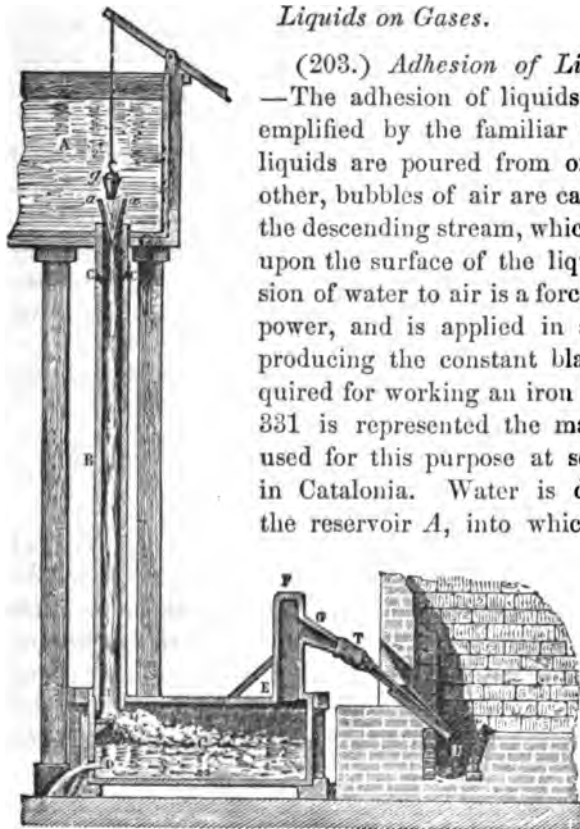 Liquids on Gases.
(203.) Adhesion of Li
—The adhesion of liquids
emplified by the familiar
liquids are poured from o
other, bubbles of air are ca
the descending stream, which
upon the surface of the liq
sion of water to air is a forc
power, and is applied in s
producing the constant bla
quired for working an iron
331 is represented the ma
used for this purpose at se
in Catalonia. Water is d
the reservoir A, into whic
A
g
a
B
F
G
T
E